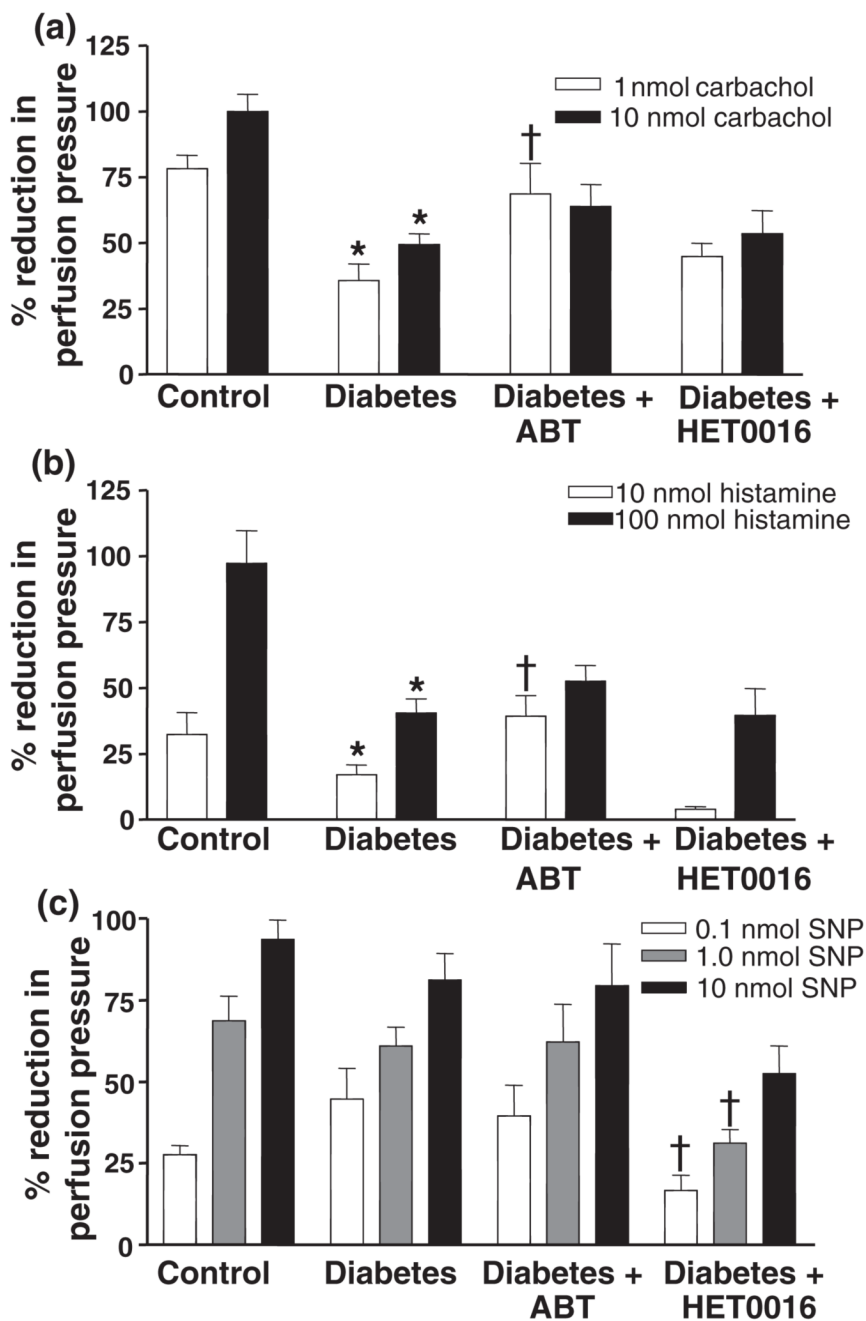 (a)
% reduction in
perfusion pressure
125
100
75
50
25
0
1 nmol carbachol
10 nmol carbachol
*
*
†
Control
Diabetes
Diabetes +
ABT
Diabetes +
HET0016
(b)
% reduction in
perfusion pressure
125
100
75
50
25
0
10 nmol histamine
100 nmol histamine
*
*
†
Control
Diabetes
Diabetes +
ABT
Diabetes +
HET0016
(c)
% reduction in
perfusion pressure
100
75
50
25
0
0.1 nmol SNP
1.0 nmol SNP
10 nmol SNP
†
†
Control
Diabetes
Diabetes +
ABT
Diabetes +
HET0016